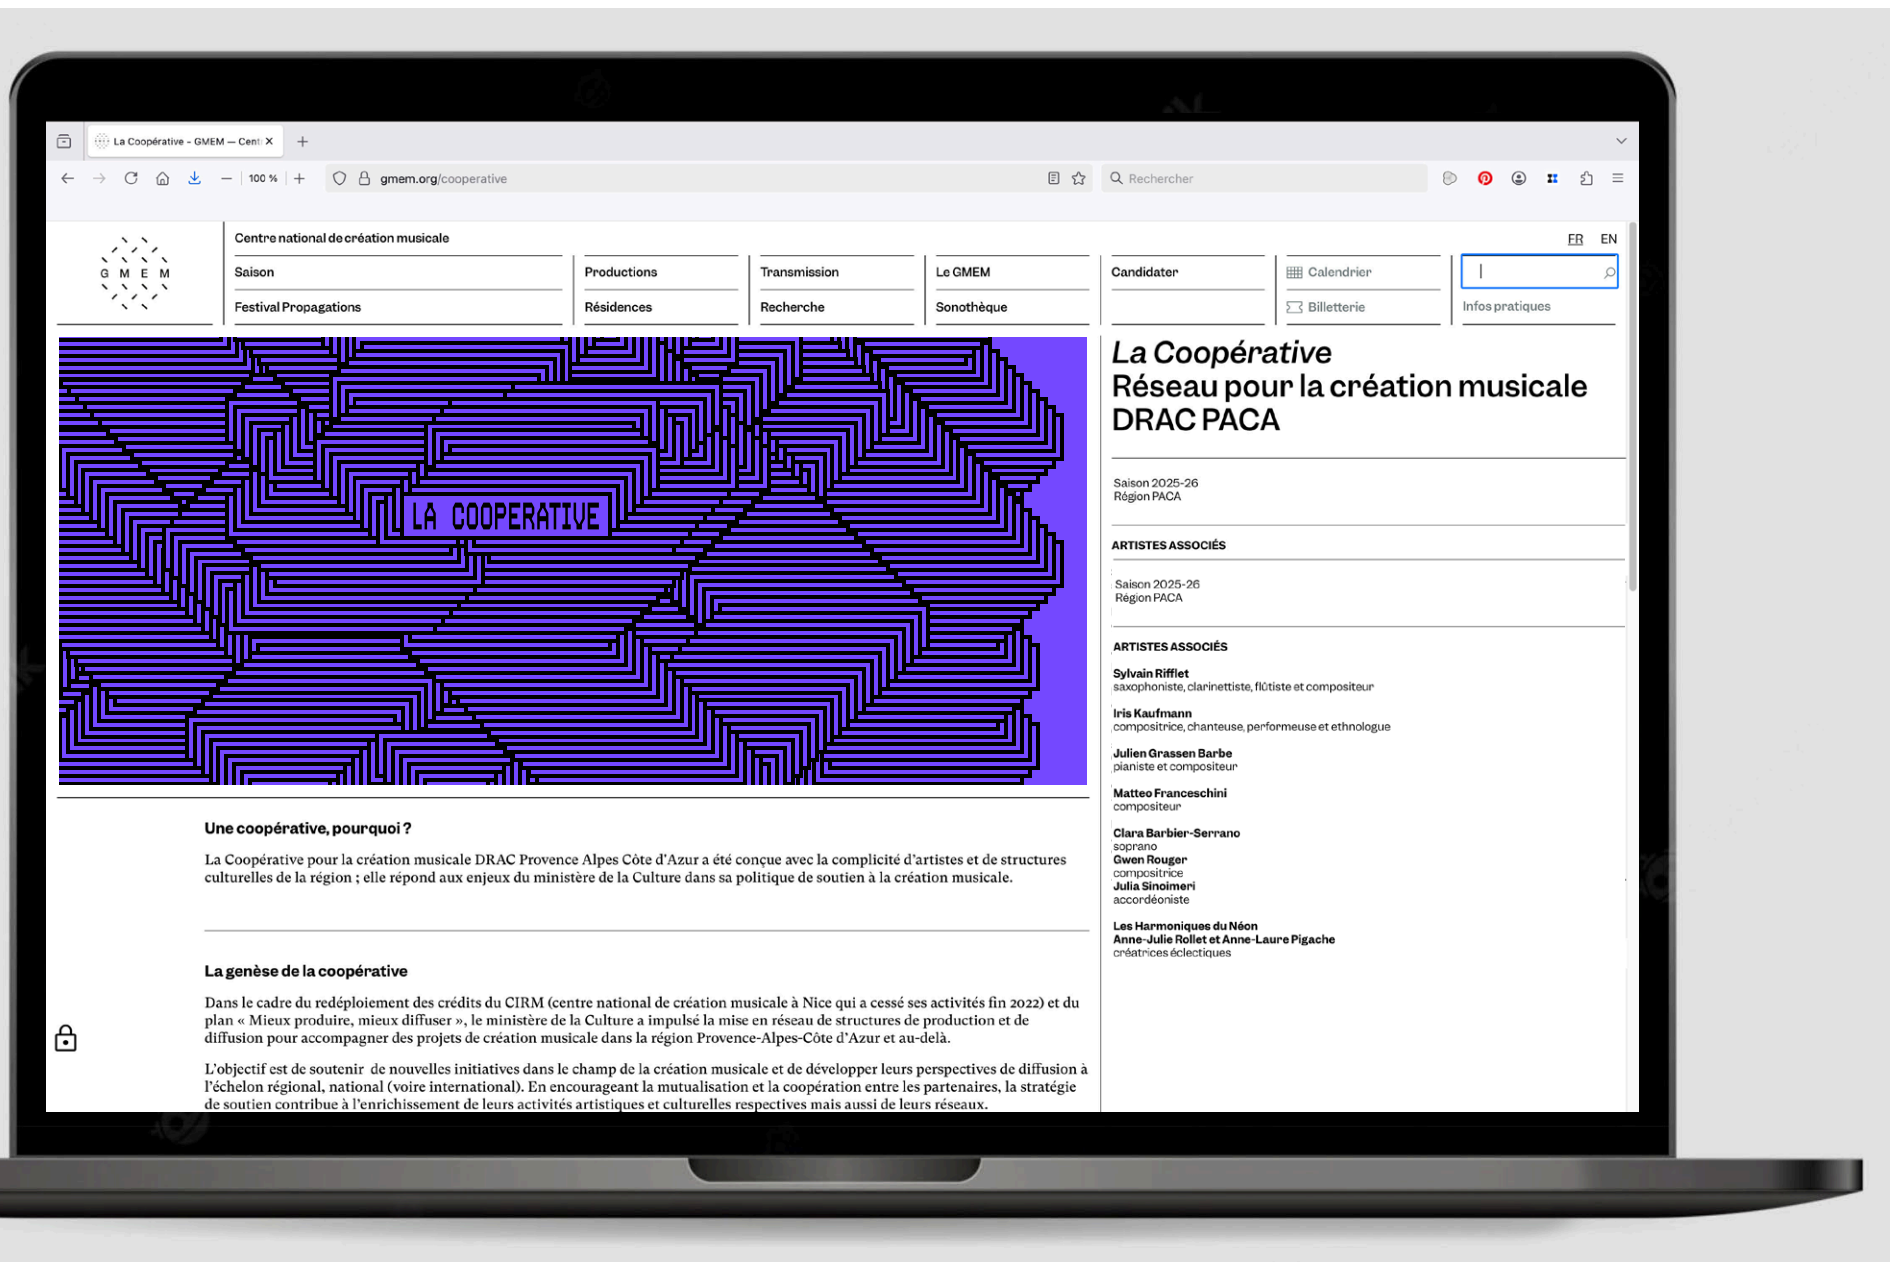 La Coopérative - GMEM — Cent
100 %
gmem.org/cooperative
Rechercher
G M E M
Centre national de création musicale
FR EN
Saison
Productions
Transmission
Le GMEM
Candidater
Calendrier
Festival Propagations
Résidences
Recherche
Sonothèque
Billetterie
Infos pratiques
LA COOPERATIVE
La Coopérative
Réseau pour la création musicale
DRAC PACA
Saison 2025-26
Région PACA
ARTISTES ASSOCIÉS
Saison 2025-26
Région PACA
ARTISTES ASSOCIÉS
Sylvain Rifflet
saxophoniste, clarinettiste, flûtiste et compositeur
Iris Kaufmann
compositrice, chanteuse, performeuse et ethnologue
Julien Grassen Barbe
pianiste et compositeur
Matteo Franceschini
compositeur
Clara Barbier-Serrano
soprano
Gwen Rouger
compositrice
Julia Sinoimeri
accordéoniste
Les Harmoniques du Néon
Anne-Julie Rollet et Anne-Laure Pigache
créatrices éclectiques
Une coopérative, pourquoi ?
La Coopérative pour la création musicale DRAC Provence Alpes Côte d'Azur a été conçue avec la complicité d'artistes et de structures
culturelles de la région ; elle répond aux enjeux du ministère de la Culture dans sa politique de soutien à la création musicale.
La genèse de la coopérative
Dans le cadre du redéploiement des crédits du CIRM (centre national de création musicale à Nice qui a cessé ses activités fin 2022) et du
plan « Mieux produire, mieux diffuser », le ministère de la Culture a impulsé la mise en réseau de structures de production et de
diffusion pour accompagner des projets de création musicale dans la région Provence-Alpes-Côte d'Azur et au-delà.
L'objectif est de soutenir de nouvelles initiatives dans le champ de la création musicale et de développer leurs perspectives de diffusion à
l'échelon régional, national (voire international). En encourageant la mutualisation et la coopération entre les partenaires, la stratégie
de soutien contribue à l'enrichissement de leurs activités artistiques et culturelles respectives mais aussi de leurs réseaux.